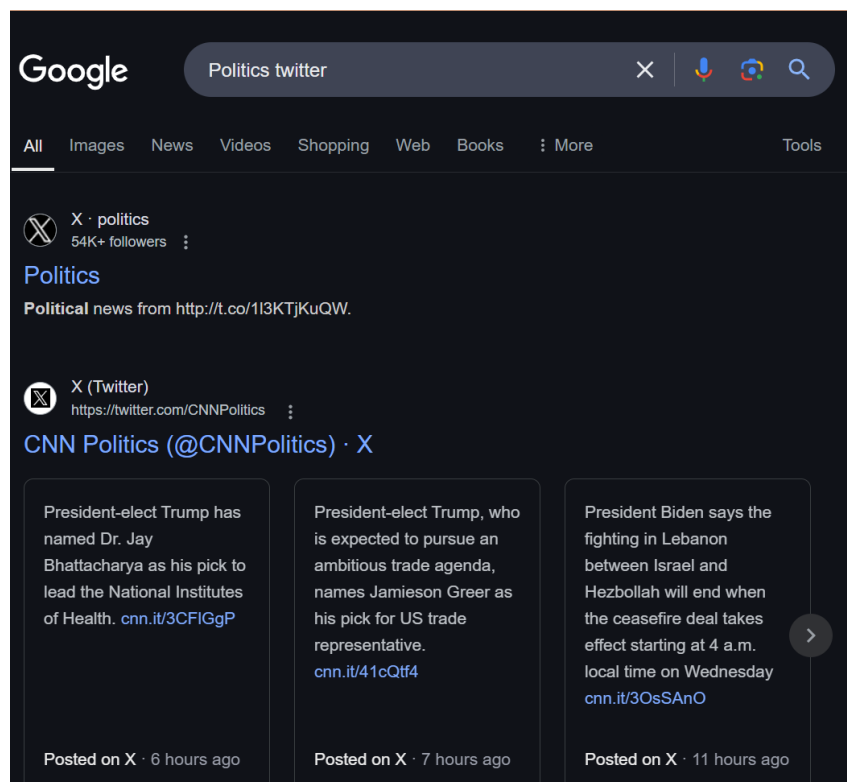 Google
Politics twitter
All Images News Videos Shopping Web Books More Tools
X · politics
54K+ followers
Politics
Political news from http://t.co/1l3KTjKuQW.
X (Twitter)
https://twitter.com/CNNPolitics
CNN Politics (@CNNPolitics) · X
President-elect Trump has
named Dr. Jay
Bhattacharya as his pick to
lead the National Institutes
of Health. cnn.it/3CFlGgP
Posted on X · 6 hours ago
President-elect Trump, who
is expected to pursue an
ambitious trade agenda,
names Jamieson Greer as
his pick for US trade
representative.
cnn.it/41cQtf4
Posted on X · 7 hours ago
President Biden says the
fighting in Lebanon
between Israel and
Hezbollah will end when
the ceasefire deal takes
effect starting at 4 a.m.
local time on Wednesday
cnn.it/3OsSAnO
Posted on X · 11 hours ago